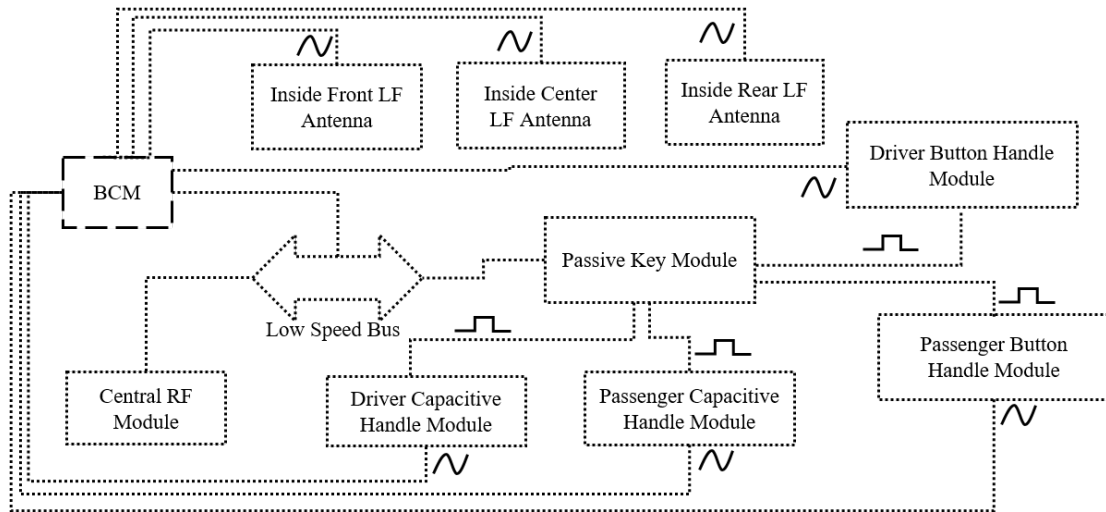 Inside Front LF
Antenna
Inside Center
LF Antenna
Inside Rear LF
Antenna
Driver Button Handle
Module
BCM
Passive Key Module
Low Speed Bus
Passenger Button
Handle Module
Central RF
Module
Driver Capacitive
Handle Module
Passenger Capacitive
Handle Module